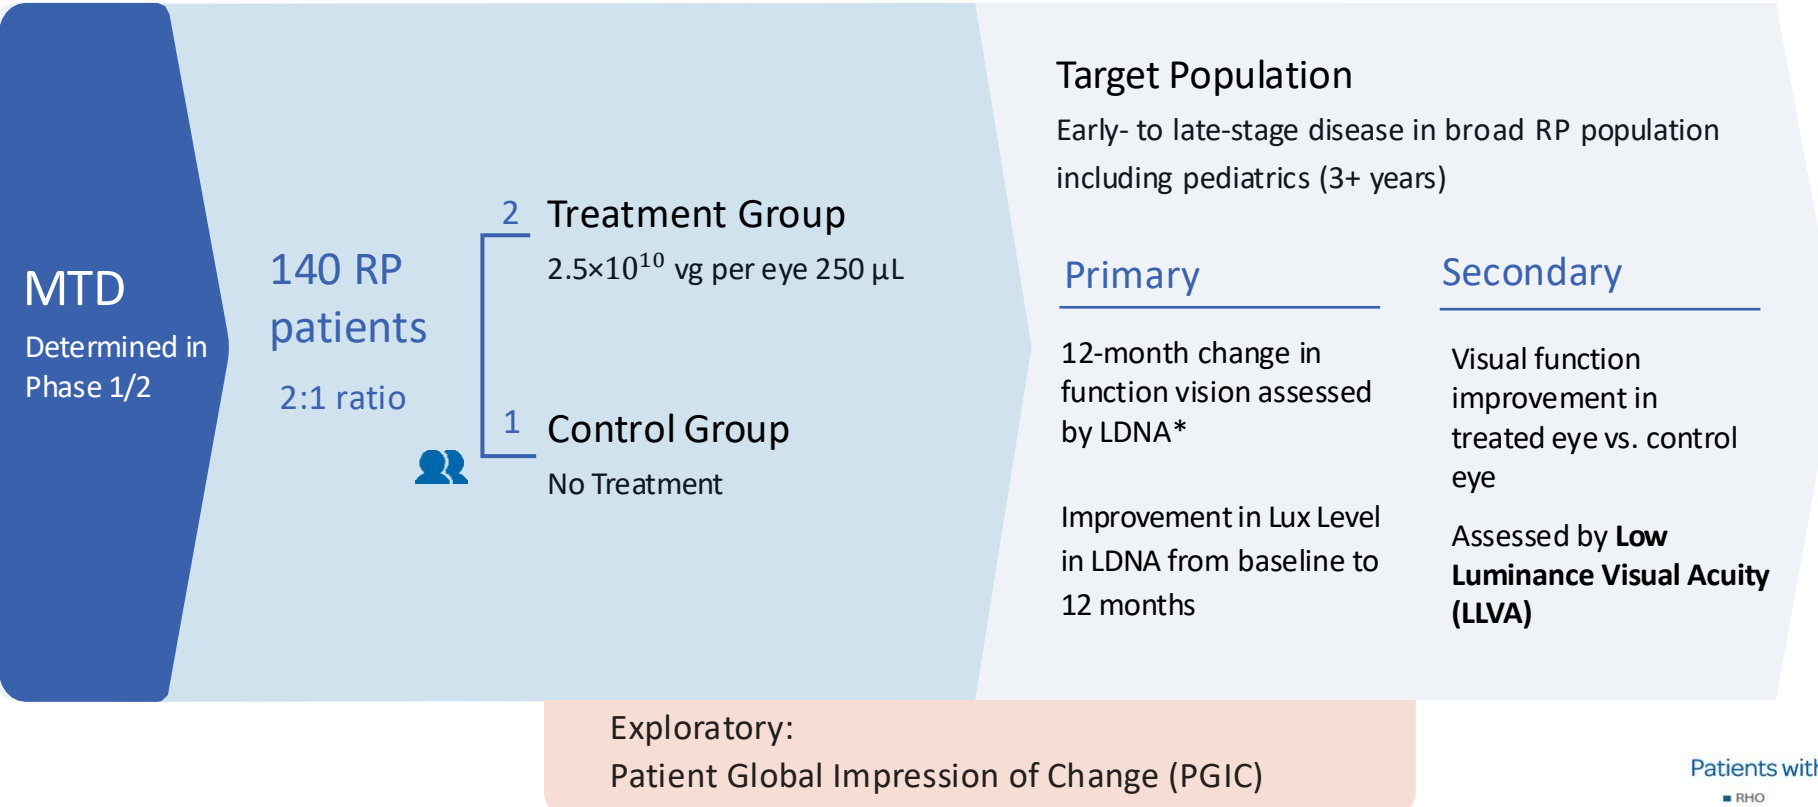 MTD
Determined in
Phase 1/2
140 RP
patients
2:1 ratio
2
Treatment Group
2.5×10¹⁰ vg per eye 250 µL
1
Control Group
No Treatment
Target Population
Early- to late-stage disease in broad RP population
including pediatrics (3+ years)
Primary
12-month change in
function vision assessed
by LDNA*
Improvement in Lux Level
in LDNA from baseline to
12 months
Secondary
Visual function
improvement in
treated eye vs. control
eye
Assessed by Low
Luminance Visual Acuity
(LLVA)
Exploratory:
Patient Global Impression of Change (PGIC)
Patients with
RHO